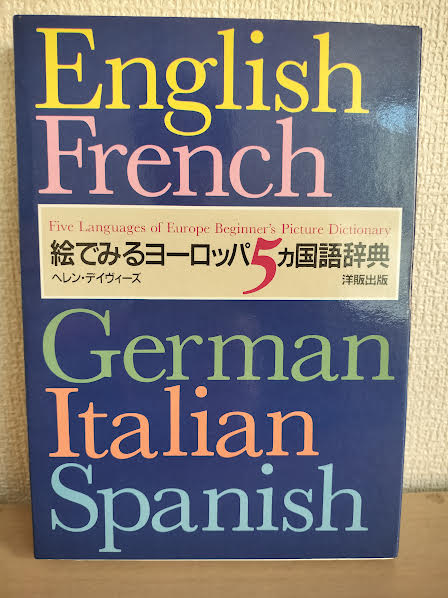 English
French
Five Languages of Europe Beginner's Picture Dictionary
絵でみるヨーロッパ5ヵ国語辞典
ヘレン・デイヴィーズ 洋販出版
German
Italian
Spanish